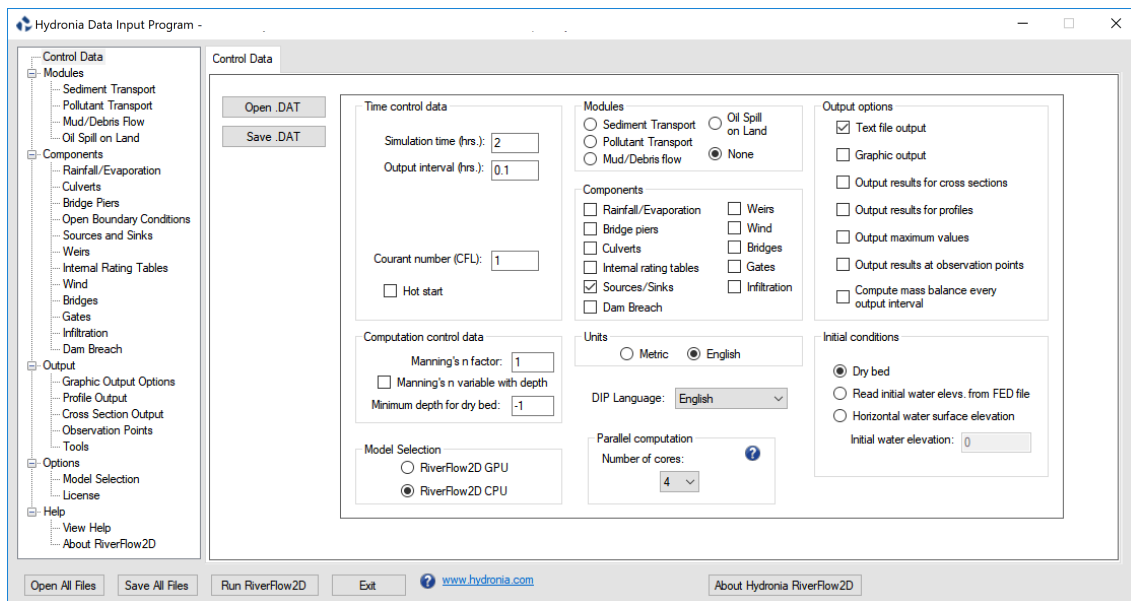 Hydronia Data Input Program -
Control Data
Modules
Sediment Transport
Pollutant Transport
Mud/Debris Flow
Oil Spill on Land
Components
Rainfall/Evaporation
Culverts
Bridge Piers
Open Boundary Conditions
Sources and Sinks
Weirs
Internal Rating Tables
Wind
Bridges
Gates
Infiltration
Dam Breach
Output
Graphic Output Options
Profile Output
Cross Section Output
Observation Points
Tools
Options
Model Selection
License
Help
View Help
About RiverFlow2D
Control Data
Open .DAT
Save .DAT
Time control data
Simulation time (hrs.): 2
Output interval (hrs.): 0.1
Courant number (CFL): 1
Hot start
Computation control data
Manning's n factor: 1
Manning's n variable with depth
Minimum depth for dry bed: -1
Model Selection
RiverFlow2D GPU
RiverFlow2D CPU
Modules
Sediment Transport
Pollutant Transport
Mud/Debris flow
Oil Spill
on Land
None
Components
Rainfall/Evaporation
Bridge piers
Culverts
Internal rating tables
Sources/Sinks
Dam Breach
Weirs
Wind
Bridges
Gates
Infiltration
Units
Metric English
DIP Language: English
Parallel computation
Number of cores:
4
Output options
Text file output
Graphic output
Output results for cross sections
Output results for profiles
Output maximum values
Output results at observation points
Compute mass balance every
output interval
Initial conditions
Dry bed
Read initial water elevs. from FED file
Horizontal water surface elevation
Initial water elevation: 0
Open All Files
Save All Files
Run RiverFlow2D
Exit
www.hydronia.com
About Hydronia RiverFlow2D